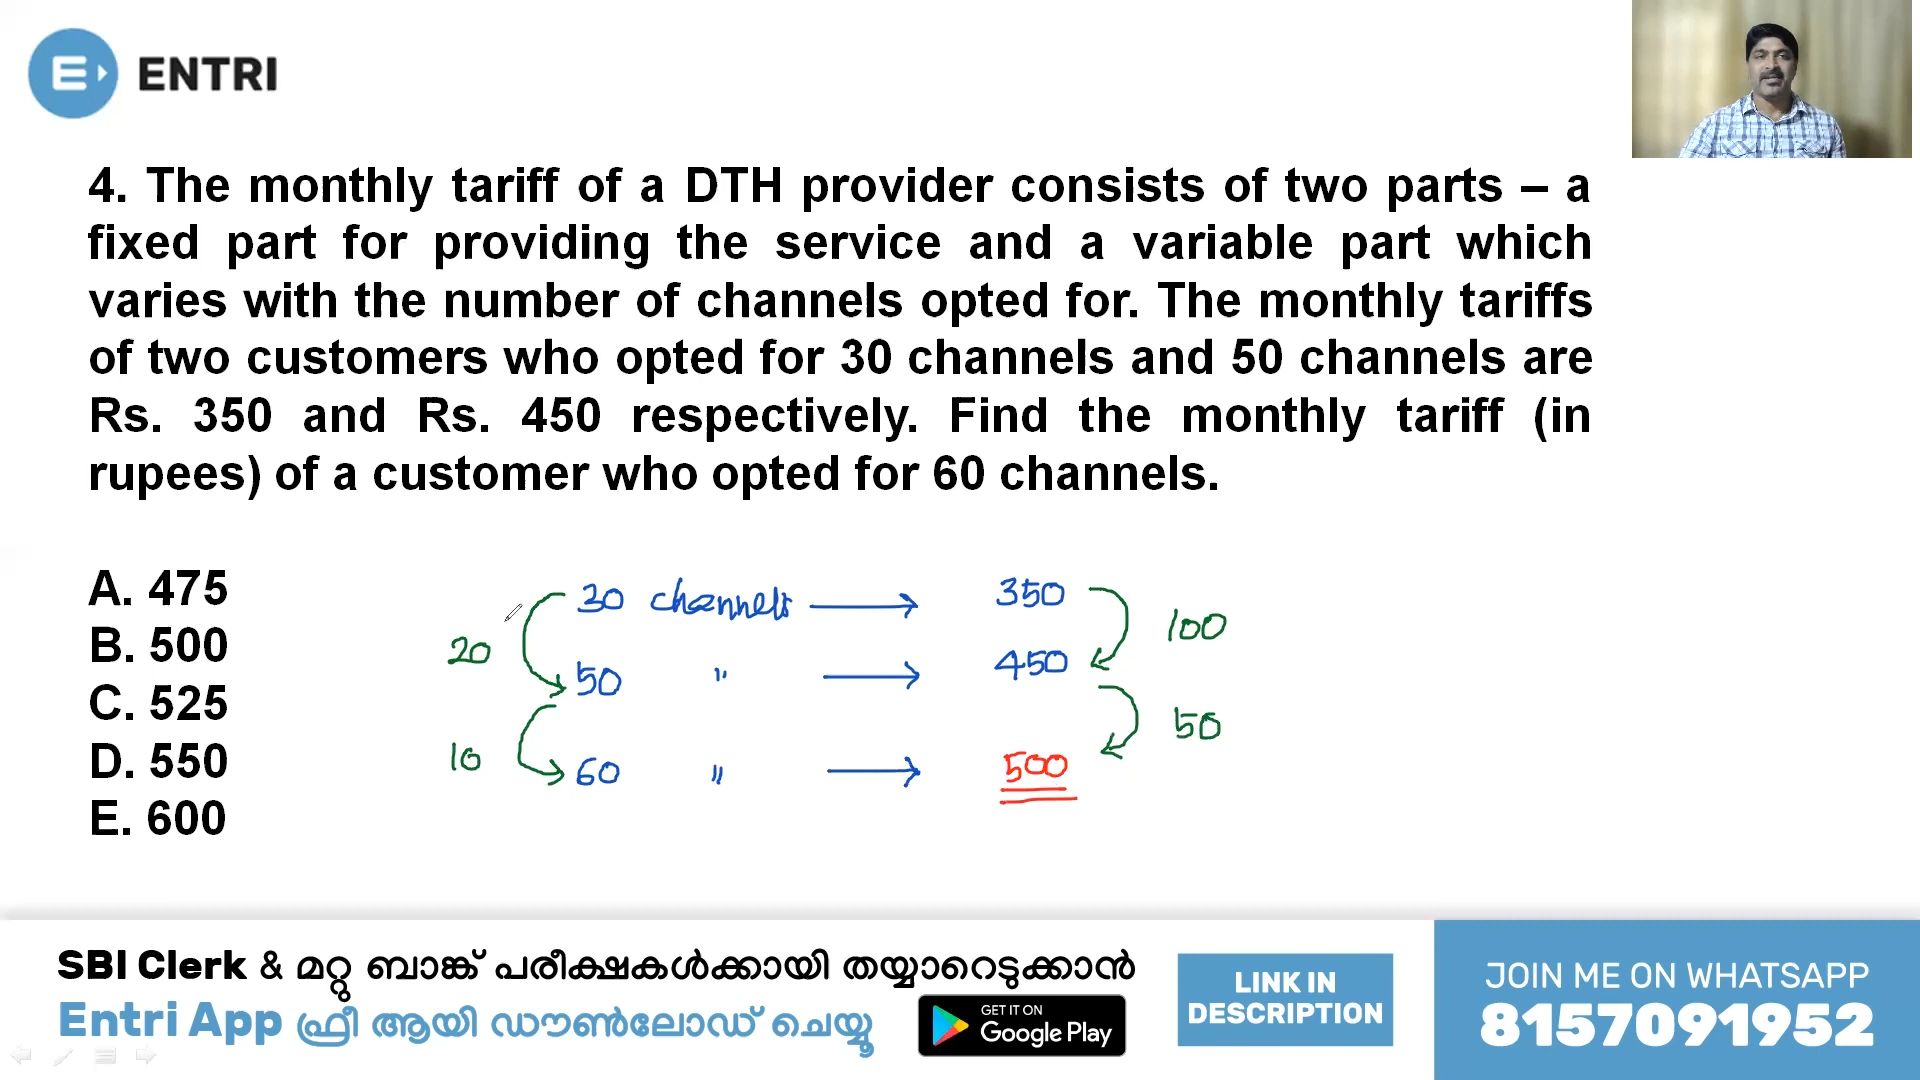 ENTRI
4. The monthly tariff of a DTH provider consists of two parts – a
fixed part for providing the service and a variable part which
varies with the number of channels opted for. The monthly tariffs
of two customers who opted for 30 channels and 50 channels are
Rs. 350 and Rs. 450 respectively. Find the monthly tariff (in
rupees) of a customer who opted for 60 channels.
A. 475
B. 500
C. 525
D. 550
E. 600
30 channels → 350
20
100
50 " → 450
10
50
60 " → 500
SBI Clerk & മറ്റു ബാങ്ക് പരീക്ഷകൾക്കായി തയ്യാറെടുക്കാൻ
Entri App ഫ്രീ ആയി ഡൗൺലോഡ് ചെയ്യൂ
GET IT ON
Google Play
LINK IN
DESCRIPTION
JOIN ME ON WHATSAPP
8157091952